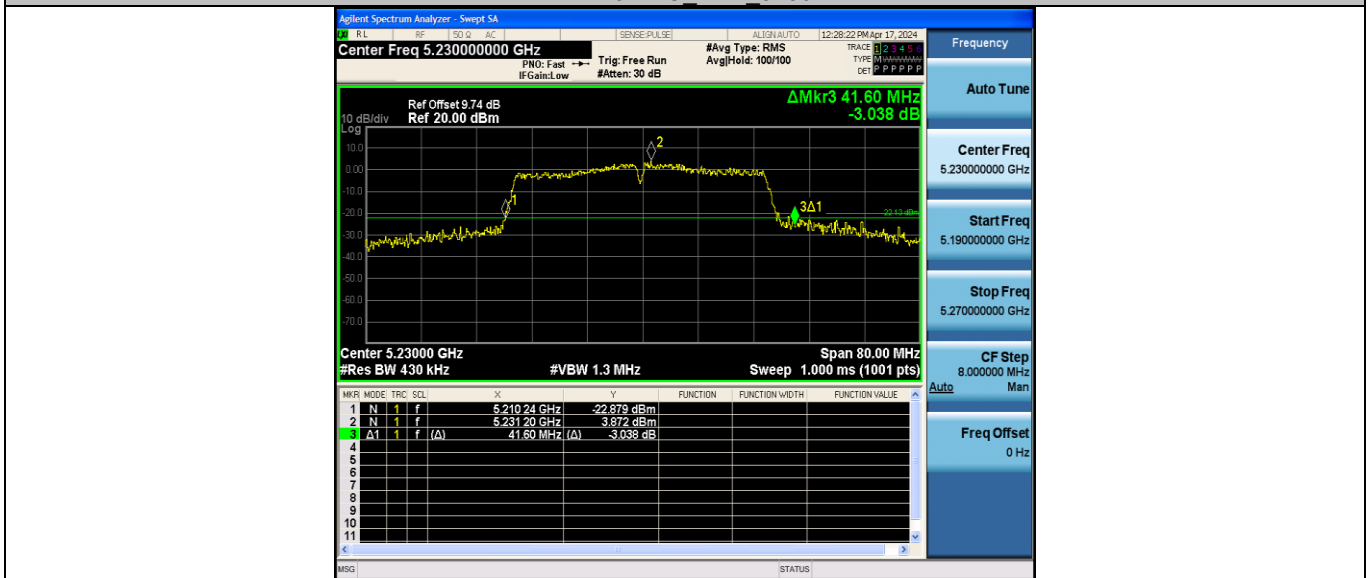 Agilent Spectrum Analyzer - Swept SA
RL RF 50 Ω AC SENSE:PULSE ALIGN AUTO 12:28:22 PM Apr 17, 2024
Center Freq 5.230000000 GHz #Avg Type: RMS TRACE 1 2 3 4 5 6
PNO: Fast Trig: Free Run Avg|Hold: 100/100 TYPE M
IFGain:Low #Atten: 30 dB DET P P P P P P
Frequency
Auto Tune
Center Freq
5.230000000 GHz
Start Freq
5.190000000 GHz
Stop Freq
5.270000000 GHz
CF Step
8.000000 MHz
Auto Man
Freq Offset
0 Hz
ΔMkr3 41.60 MHz
-3.038 dB
Ref Offset 9.74 dB
10 dB/div Ref 20.00 dBm
Log
10.0
0.00
-10.0
-20.0
-30.0
-40.0
-50.0
-60.0
-70.0
2
1
3Δ1
-22.13 dBm
Center 5.23000 GHz Span 80.00 MHz
#Res BW 430 kHz #VBW 1.3 MHz Sweep 1.000 ms (1001 pts)
MKR MODE TRC SCL X Y FUNCTION FUNCTION WIDTH FUNCTION VALUE
1 N 1 f 5.210 24 GHz -22.879 dBm
2 N 1 f 5.231 20 GHz 3.872 dBm
3 Δ1 1 f (Δ) 41.60 MHz (Δ) -3.038 dB
4
5
6
7
8
9
10
11
MSG STATUS